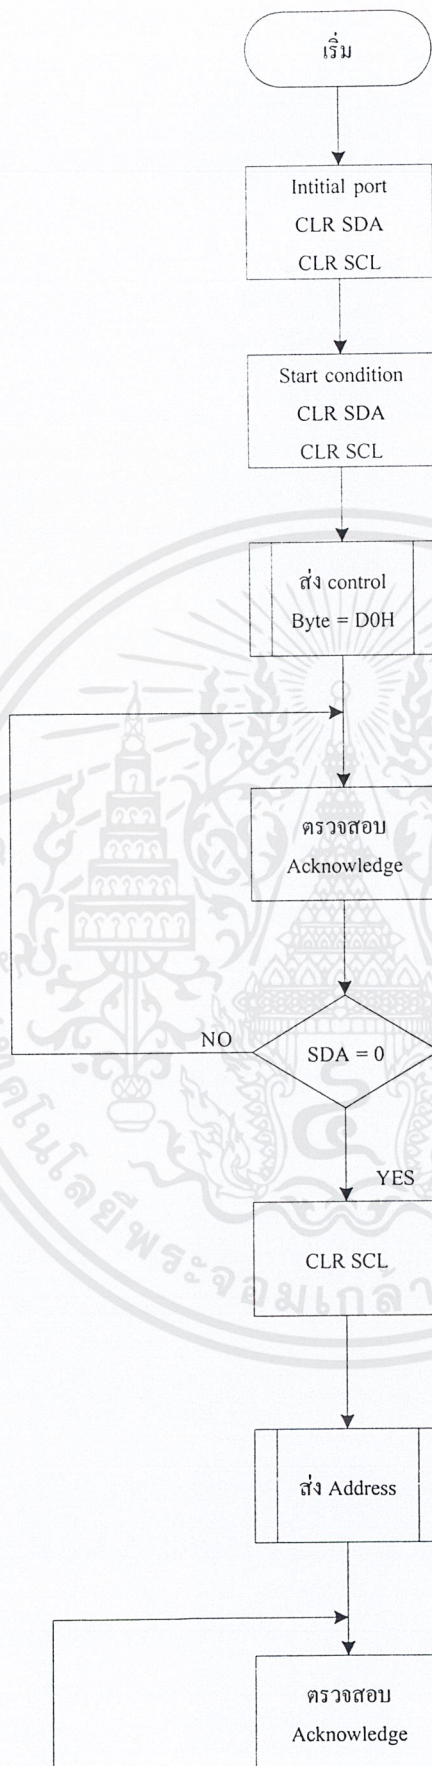 เริ่ม
Intitial port
CLR SDA
CLR SCL
Start condition
CLR SDA
CLR SCL
ส่ง control
Byte = D0H
ตรวจสอบ
Acknowledge
NO
SDA = 0
YES
CLR SCL
ส่ง Address
ตรวจสอบ
Acknowledge